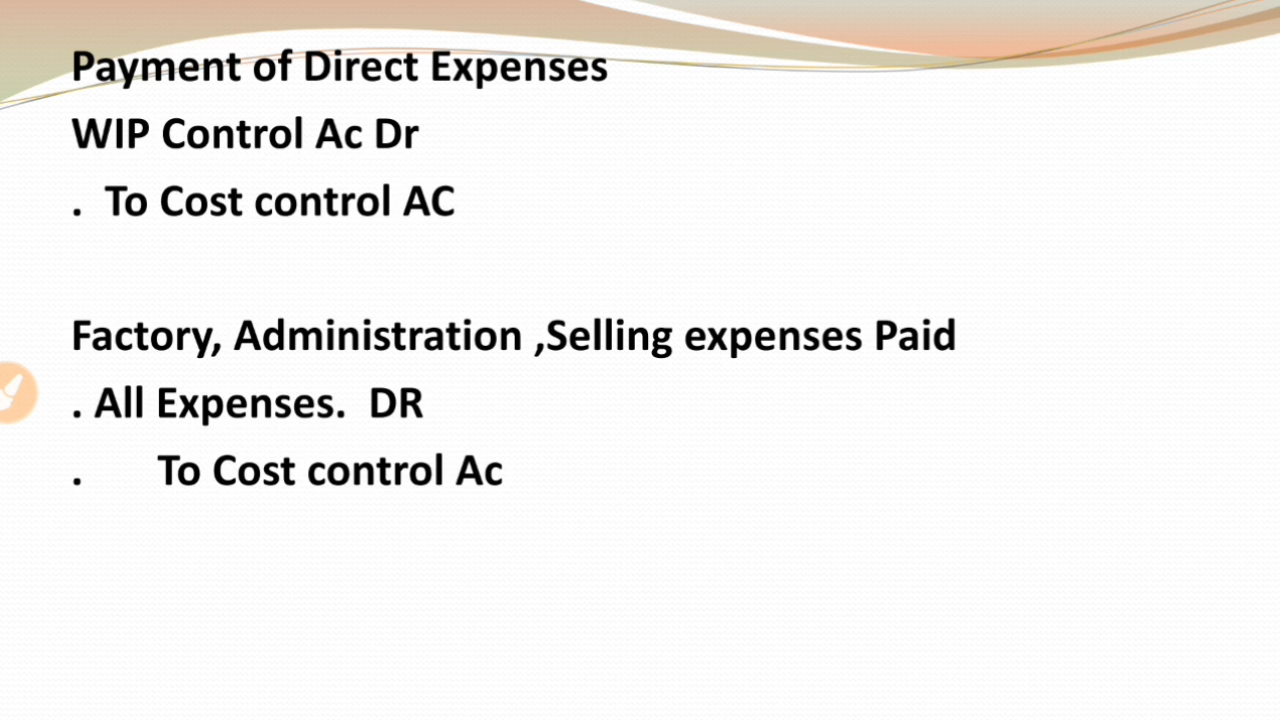 Payment of Direct Expenses
WIP Control Ac Dr
. To Cost control AC
Factory, Administration ,Selling expenses Paid
. All Expenses. DR
. To Cost control Ac